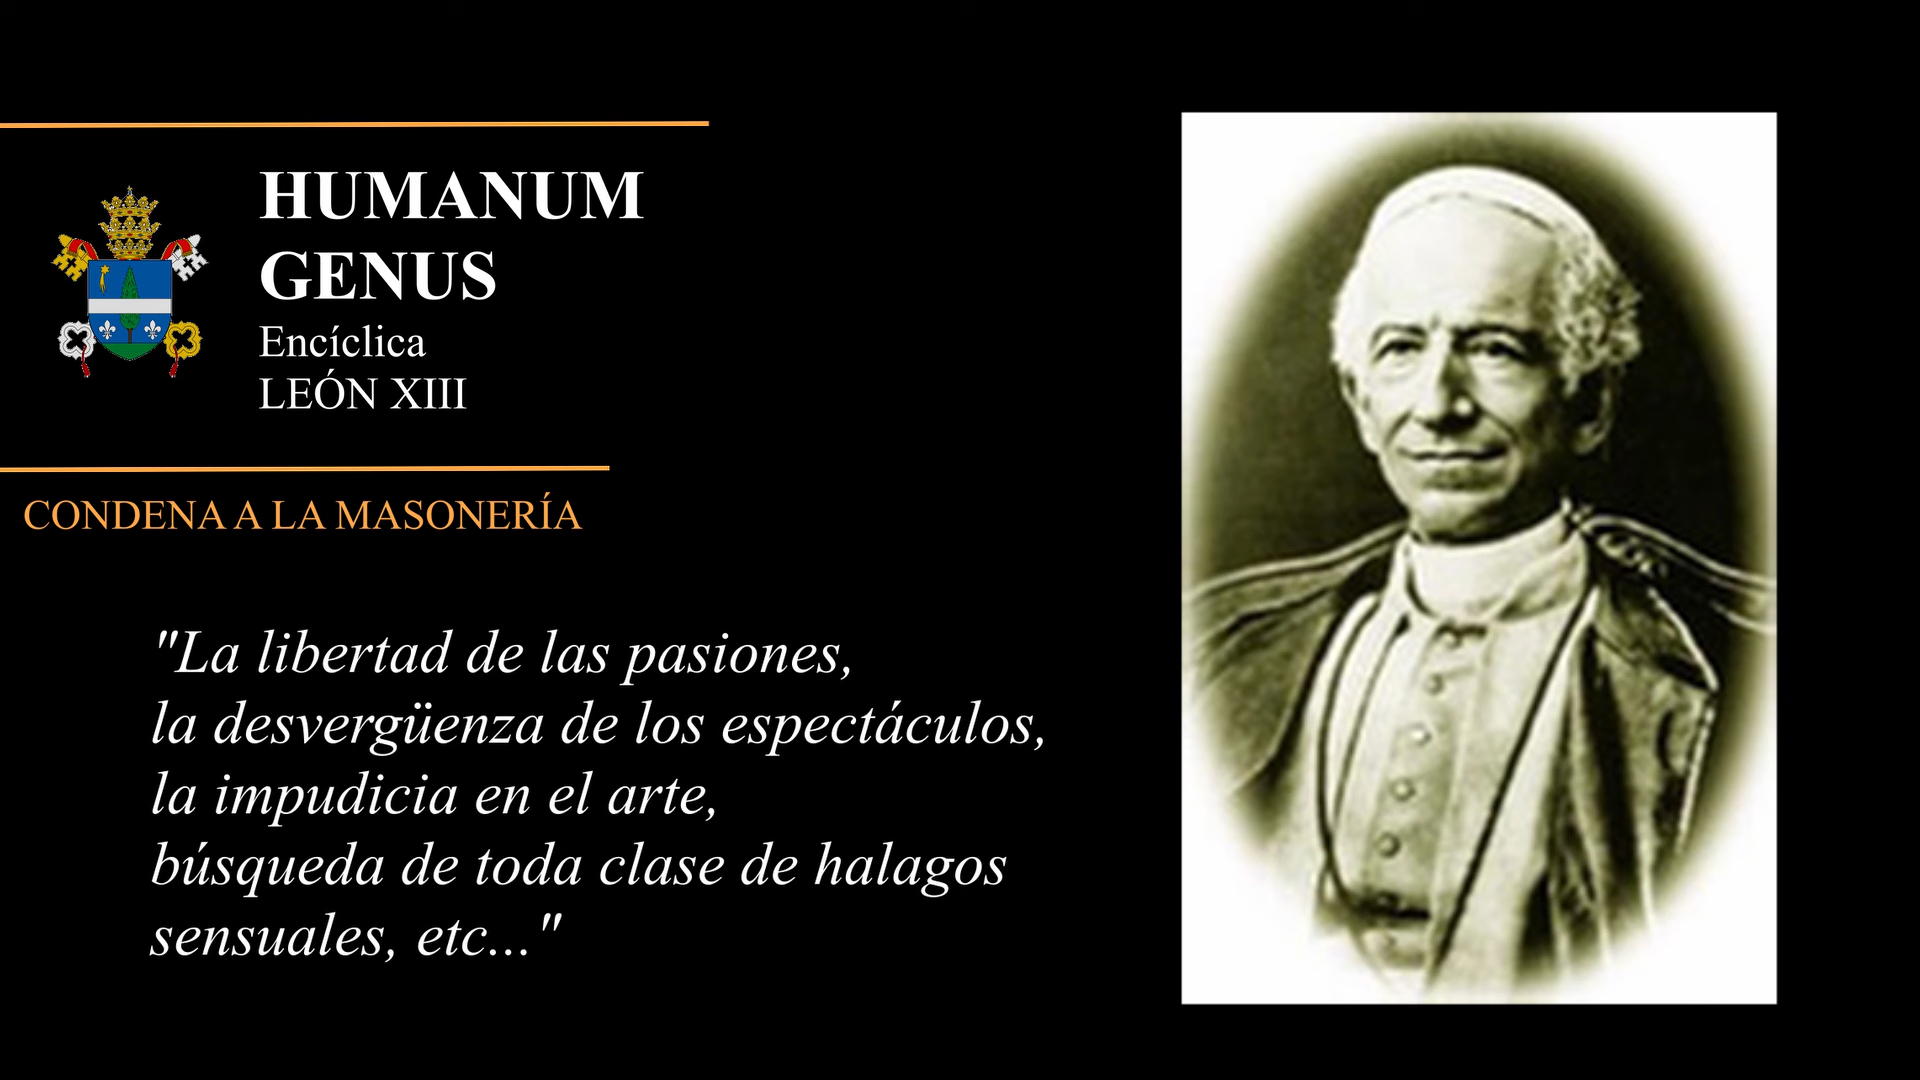 HUMANUM
GENUS
Encíclica
LEÓN XIII
CONDENA A LA MASONERÍA
"La libertad de las pasiones,
la desvergüenza de los espectáculos,
la impudicia en el arte,
búsqueda de toda clase de halagos
sensuales, etc..."